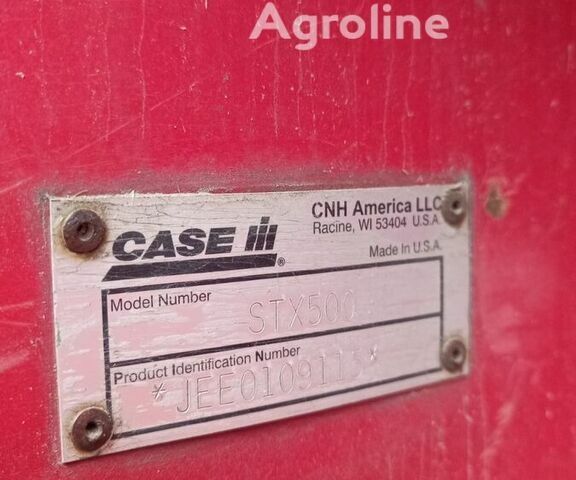 Agroline
CASE IH ®
CNH America LLC
Racine, WI 53404 U.S.A.
Made In U.S.A.
Model Number
STX500
Product Identification Number
*JEE0109115*